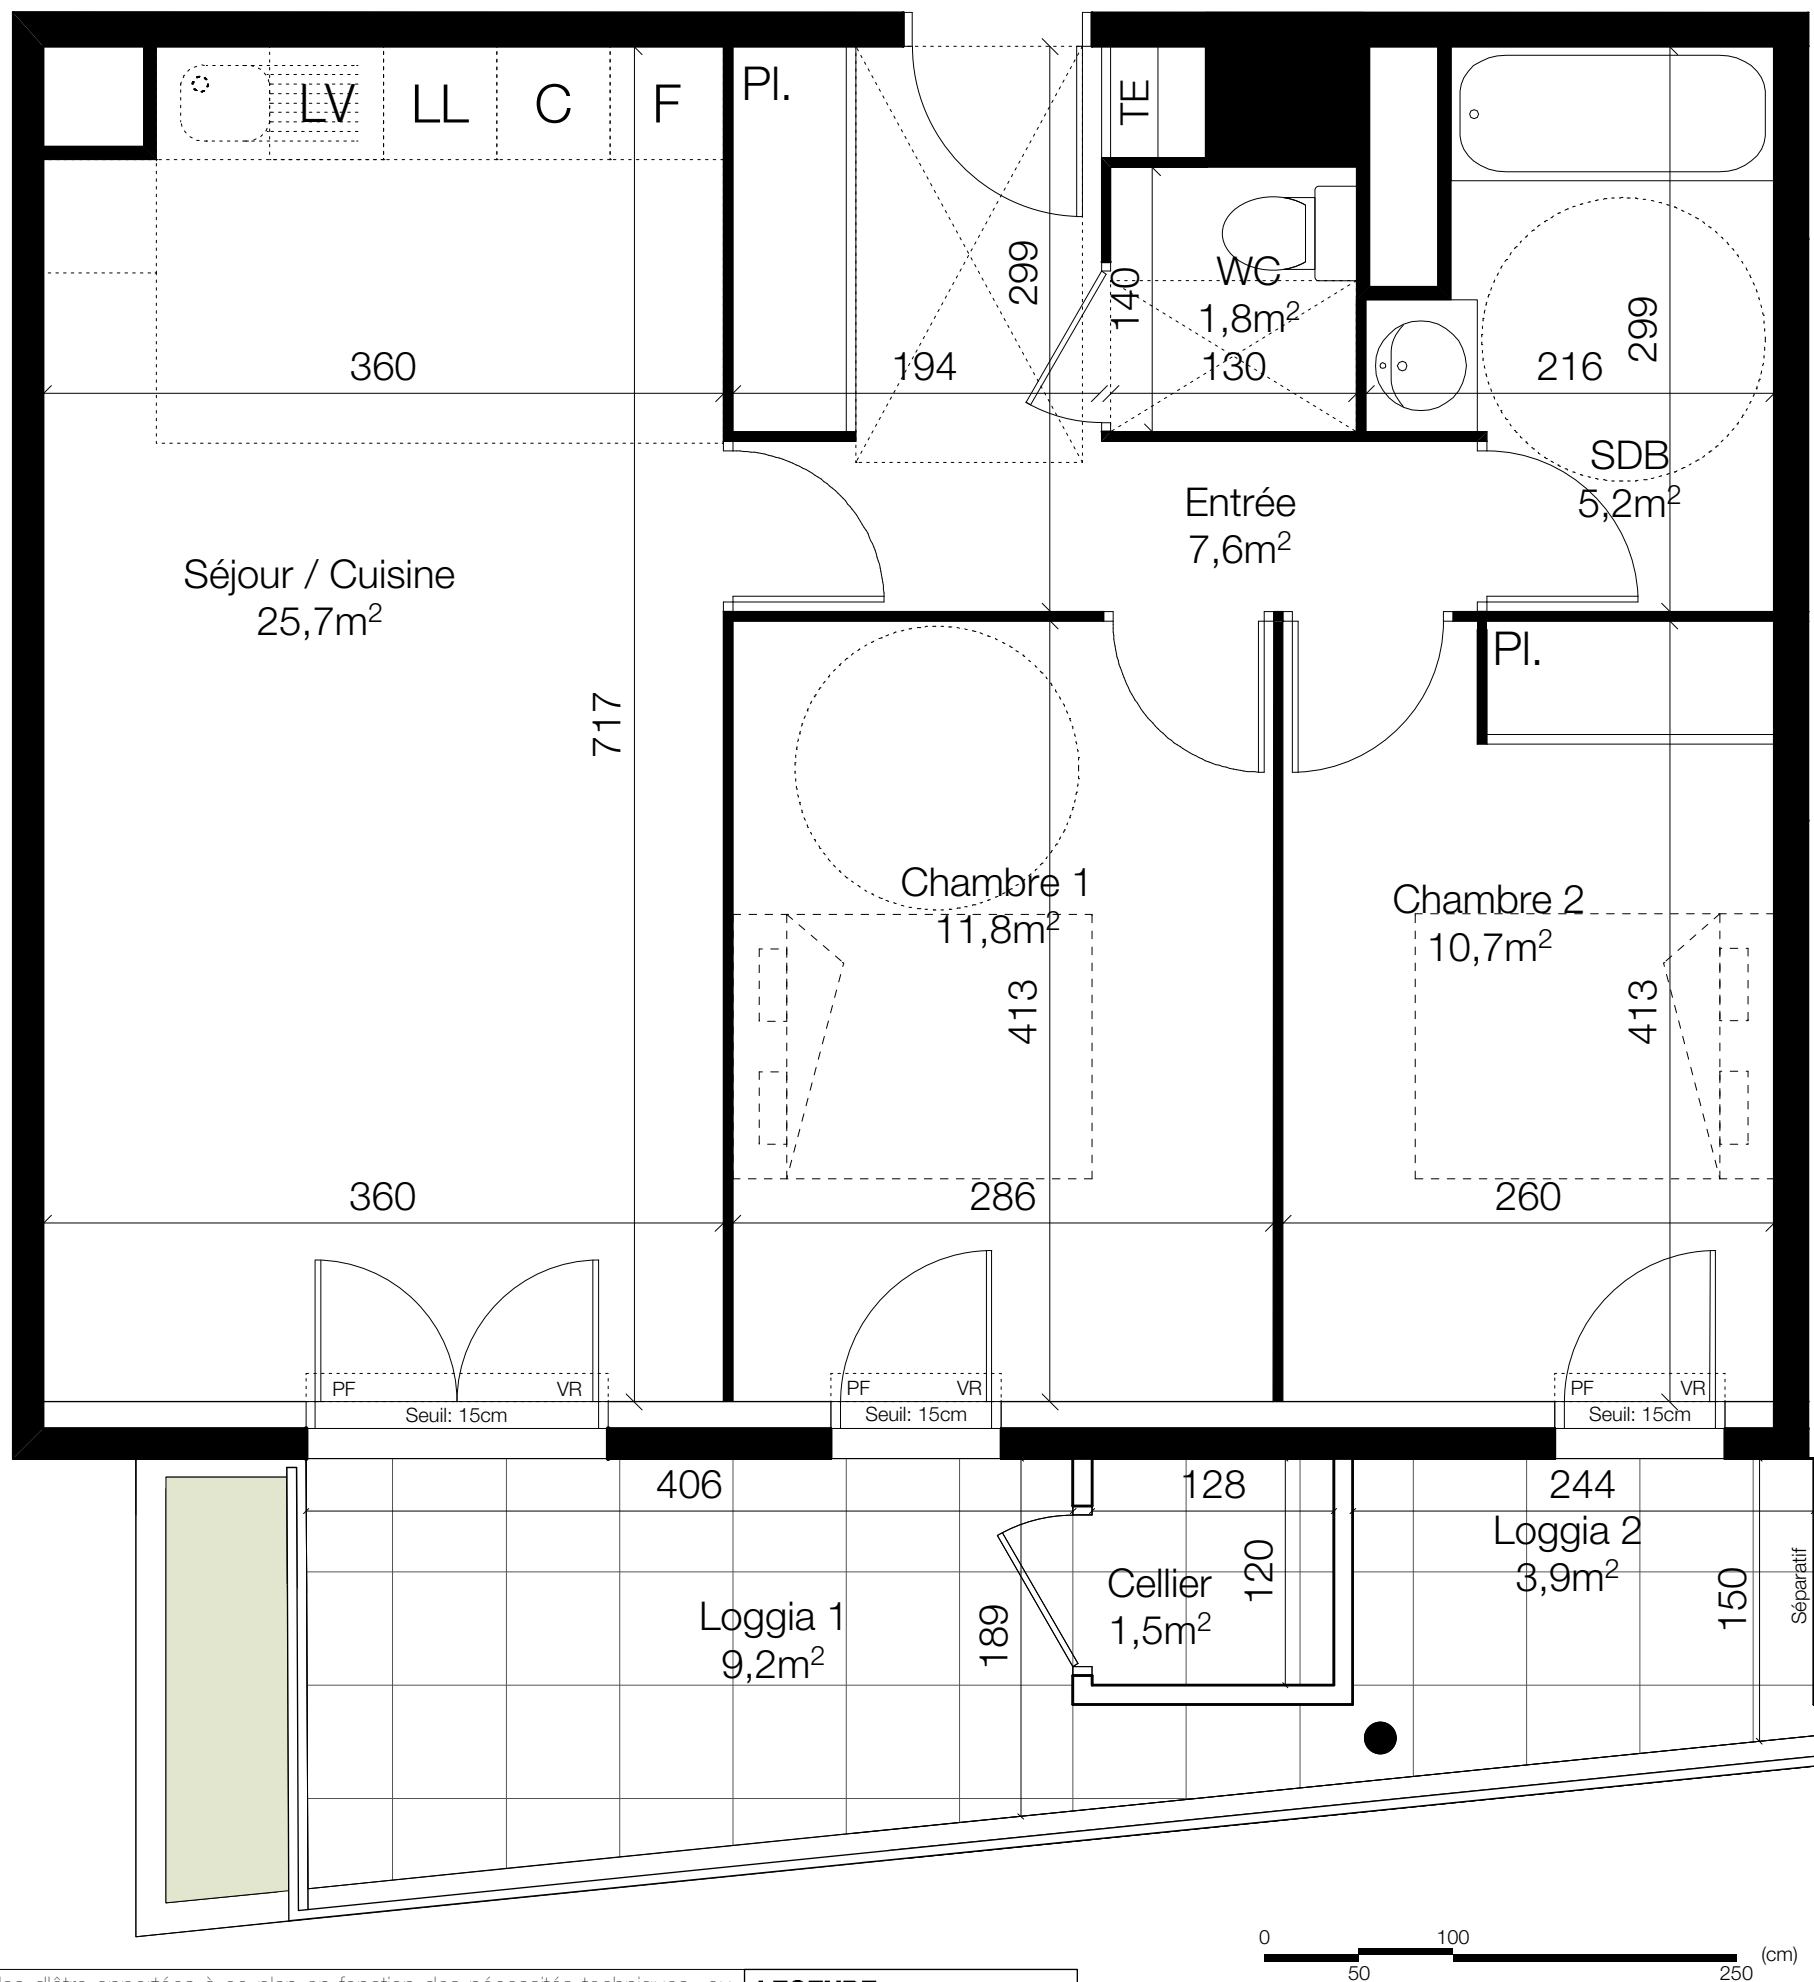 LV LL C F
Pl.
TE
299
140
WC
1,8m²
299
360
194
130
216
SDB
5,2m²
Entrée
7,6m²
Séjour / Cuisine
25,7m²
Pl.
717
Chambre 1
11,8m²
Chambre 2
10,7m²
413
413
360
286
260
PF VR
Seuil: 15cm
PF VR
Seuil: 15cm
PF VR
Seuil: 15cm
406
128
244
Loggia 2
3,9m²
Cellier
1,5m²
120
150
Séparatif
Loggia 1
9,2m²
189
0 100
(cm)
50 250